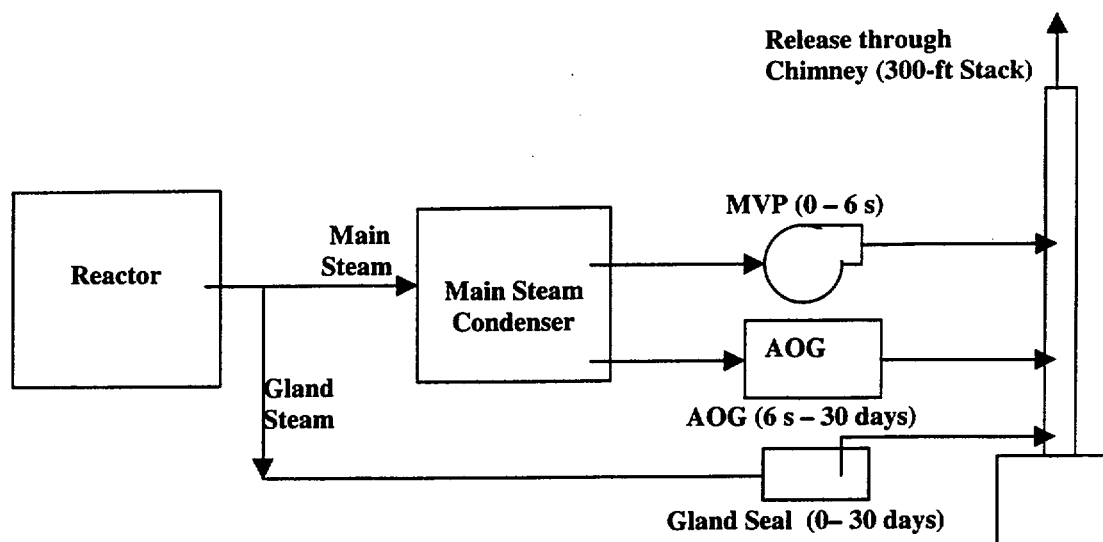 Release through
Chimney (300-ft Stack)
MVP (0 – 6 s)
Main
Steam
Reactor
Main Steam
Condenser
AOG
Gland
Steam
AOG (6 s – 30 days)
Gland Seal (0– 30 days)